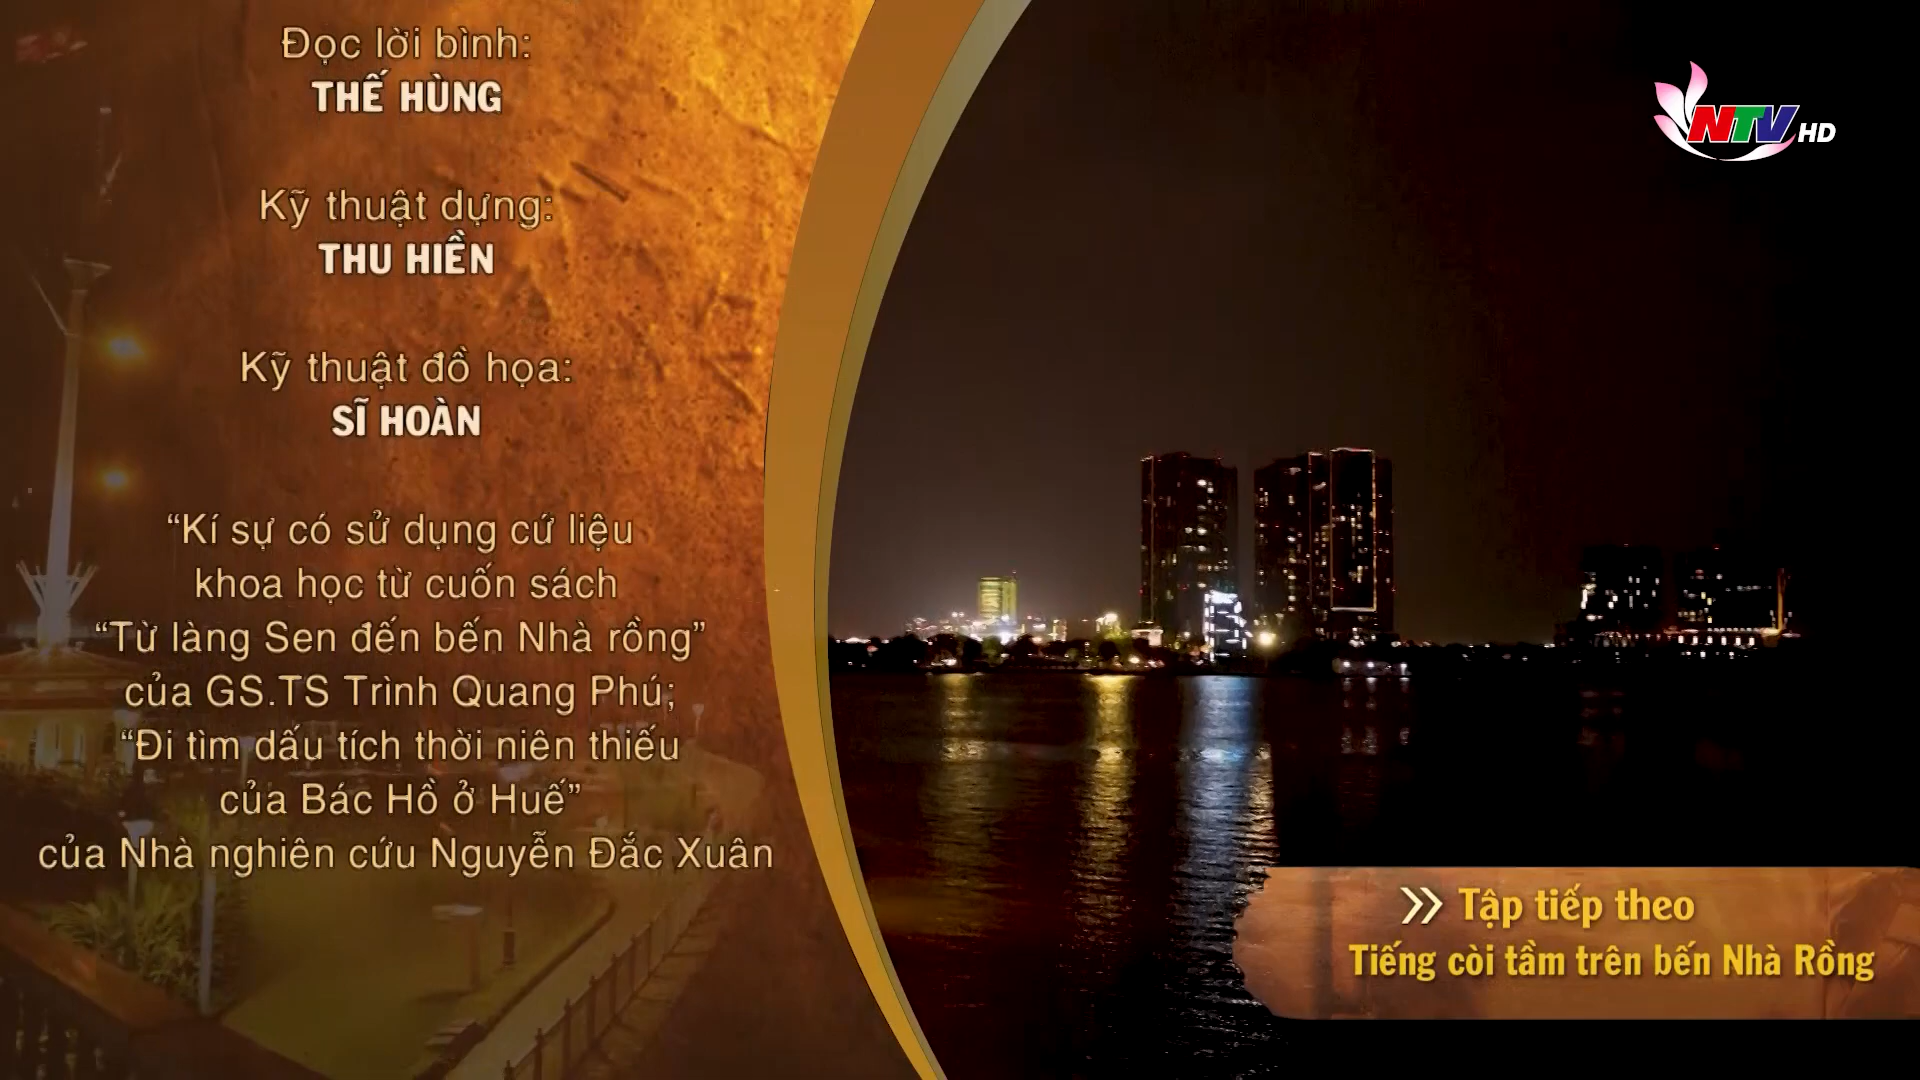 Đọc lời bình:
THẾ HÙNG
Kỹ thuật dựng:
THU HIỀN
Kỹ thuật đồ họa:
SĨ HOÀN
“Kí sự có sử dụng cứ liệu
khoa học từ cuốn sách
“Từ làng Sen đến bến Nhà rồng”
của GS.TS Trình Quang Phú;
“Đi tìm dấu tích thời niên thiếu
của Bác Hồ ở Huế”
của Nhà nghiên cứu Nguyễn Đắc Xuân
NTV HD
Tập tiếp theo
Tiếng còi tầm trên bến Nhà Rồng